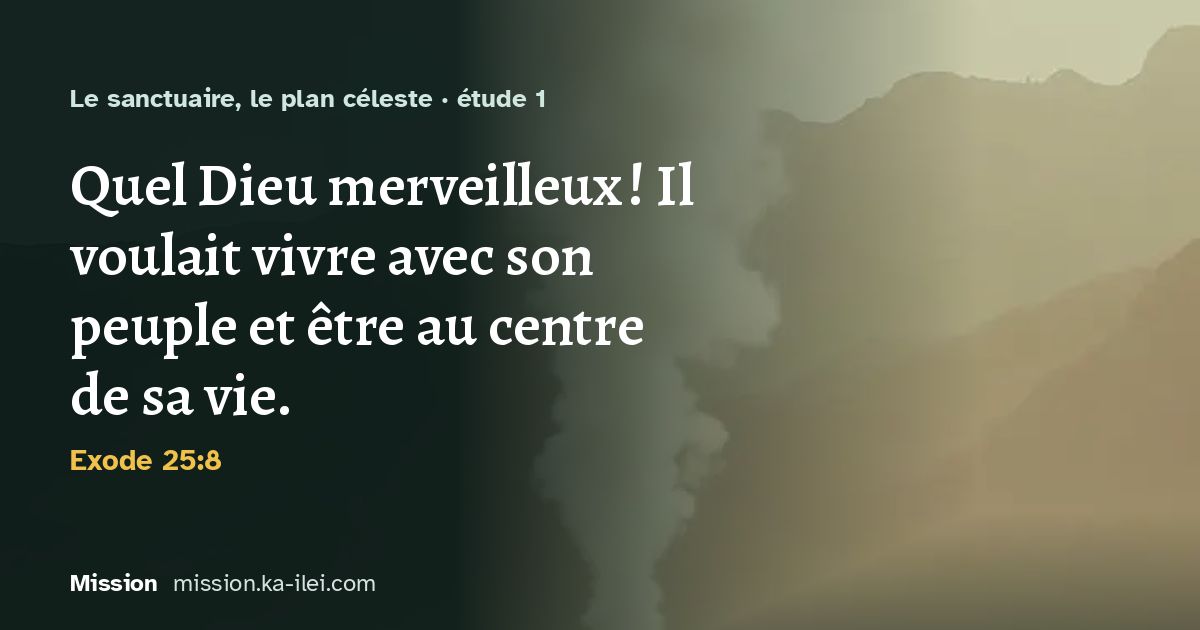 Le sanctuaire, le plan céleste · étude 1
Quel Dieu merveilleux ! Il
voulait vivre avec son
peuple et être au centre
de sa vie.
Exode 25:8
Mission mission.ka-ilei.com